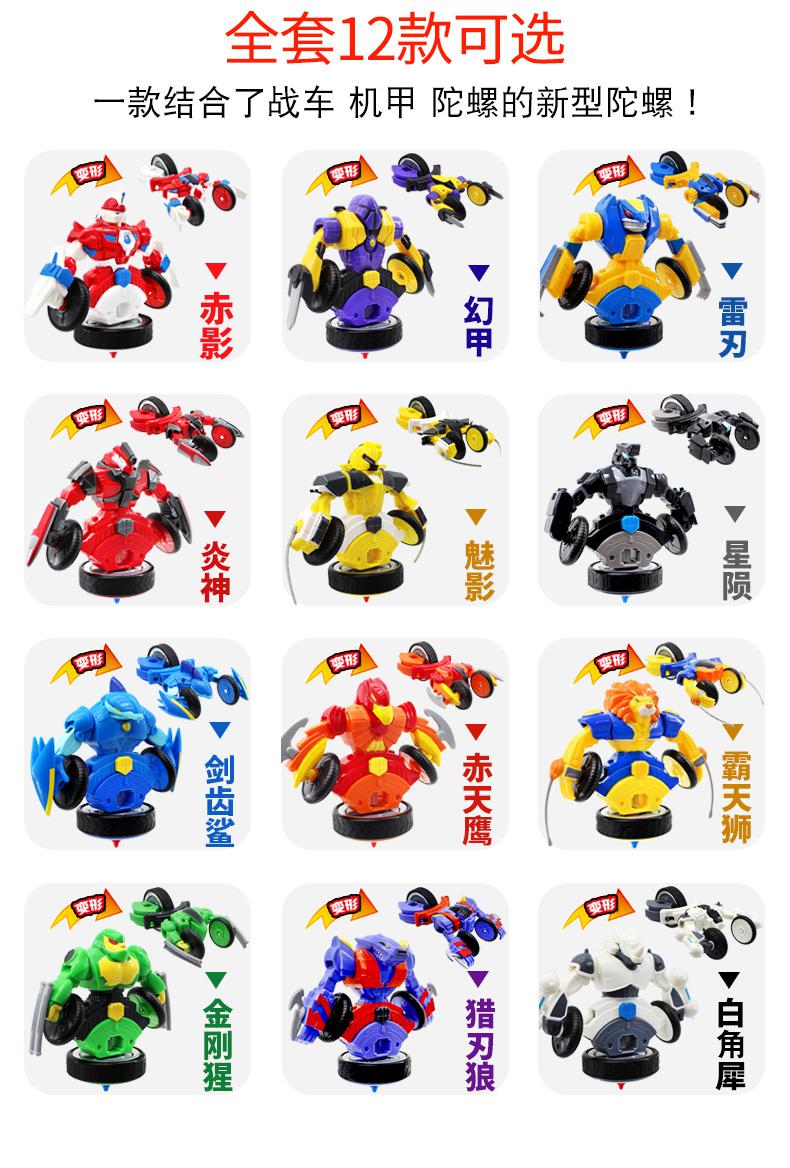 全套12款可选
一款结合了战车 机甲 陀螺的新型陀螺！
变形
赤影
变形
幻甲
变形
雷刃
变形
炎神
变形
魅影
变形
星陨
变形
剑齿鲨
变形
赤天鹰
变形
霸天狮
变形
金刚猩
变形
猎刃狼
变形
白角犀